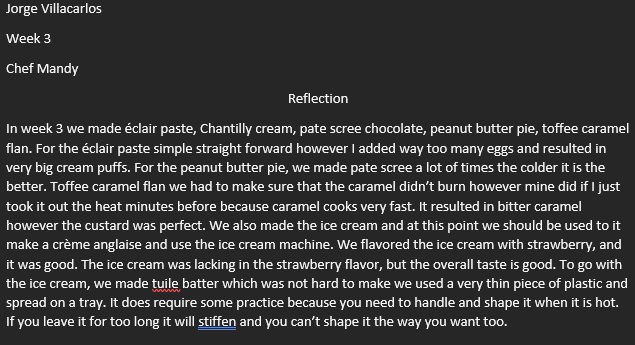 Jorge Villacarlos
Week 3
Chef Mandy
Reflection
In week 3 we made éclair paste, Chantilly cream, pate scree chocolate, peanut butter pie, toffee caramel
flan. For the éclair paste simple straight forward however I added way too many eggs and resulted in
very big cream puffs. For the peanut butter pie, we made pate scree a lot of times the colder it is the
better. Toffee caramel flan we had to make sure that the caramel didn’t burn however mine did if I just
took it out the heat minutes before because caramel cooks very fast. It resulted in bitter caramel
however the custard was perfect. We also made the ice cream and at this point we should be used to it
make a crème anglaise and use the ice cream machine. We flavored the ice cream with strawberry, and
it was good. The ice cream was lacking in the strawberry flavor, but the overall taste is good. To go with
the ice cream, we made tuile batter which was not hard to make we used a very thin piece of plastic and
spread on a tray. It does require some practice because you need to handle and shape it when it is hot.
If you leave it for too long it will stiffen and you can’t shape it the way you want too.